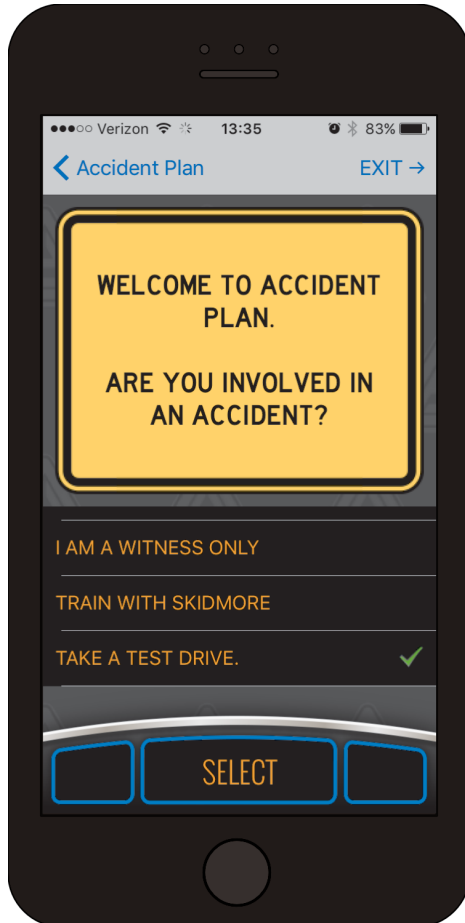 Verizon 13:35 83%
Accident Plan EXIT →
WELCOME TO ACCIDENT
PLAN.
ARE YOU INVOLVED IN
AN ACCIDENT?
I AM A WITNESS ONLY
TRAIN WITH SKIDMORE
TAKE A TEST DRIVE.
SELECT